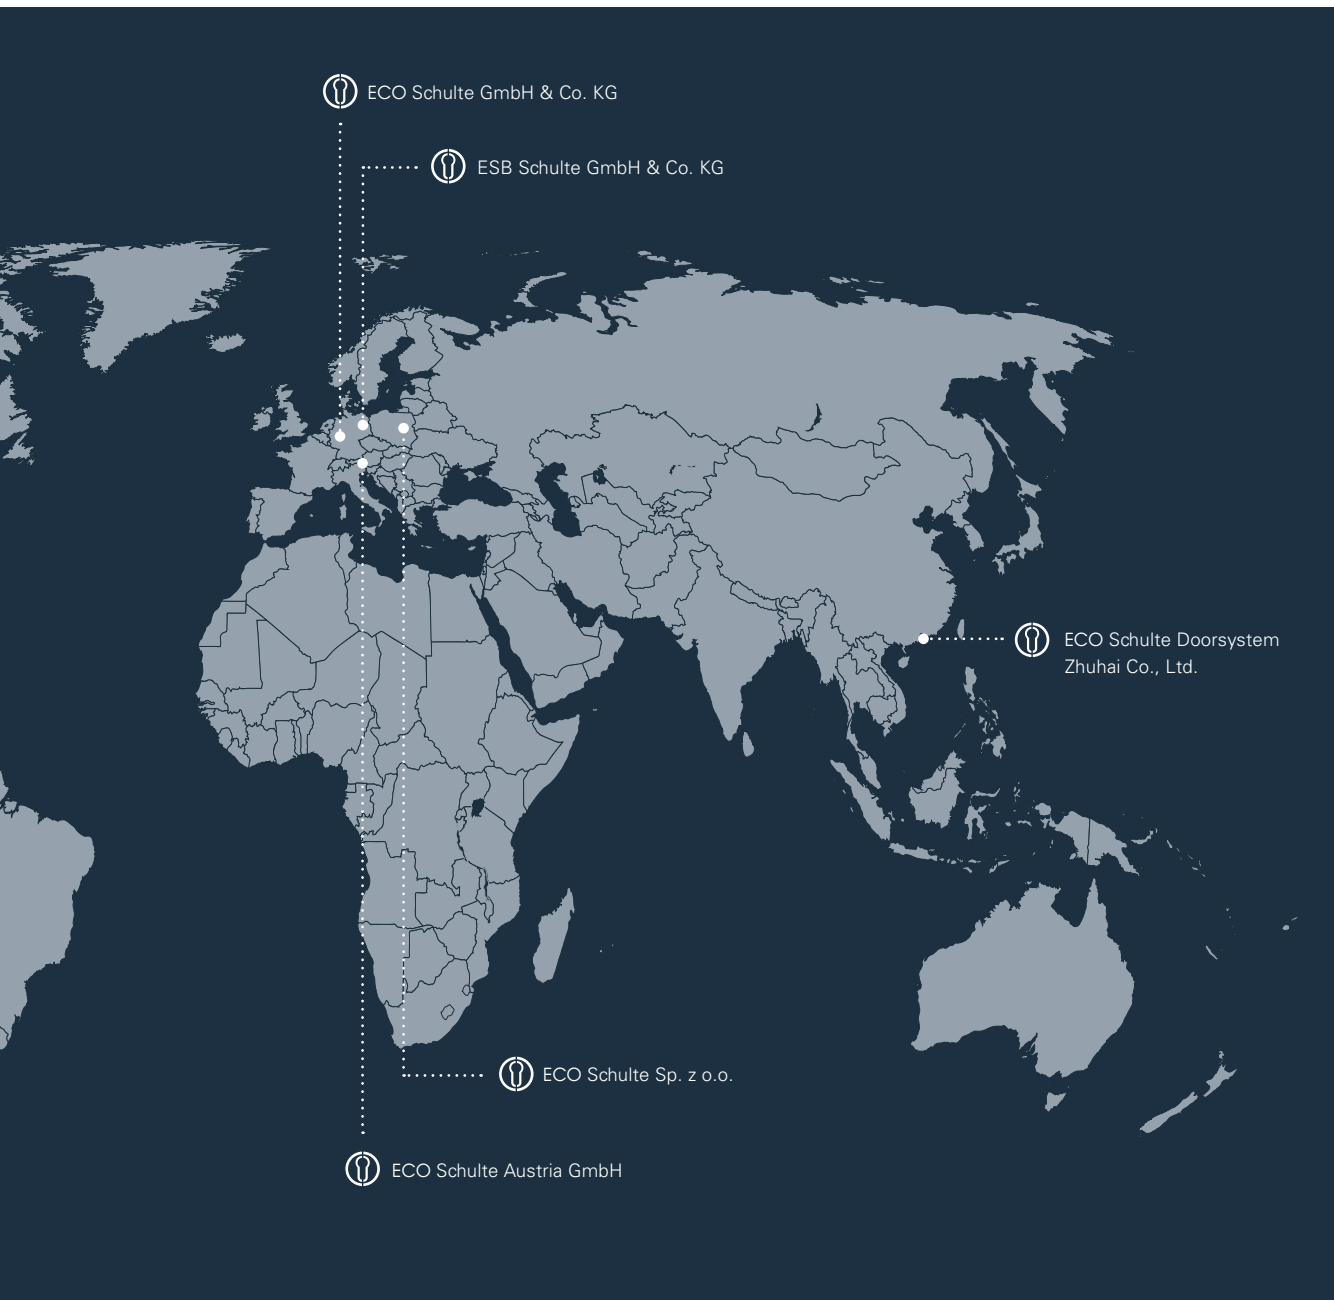 ECO Schulte GmbH & Co. KG
ESB Schulte GmbH & Co. KG
ECO Schulte Doorsystem
Zhuhai Co., Ltd.
ECO Schulte Sp. z o.o.
ECO Schulte Austria GmbH